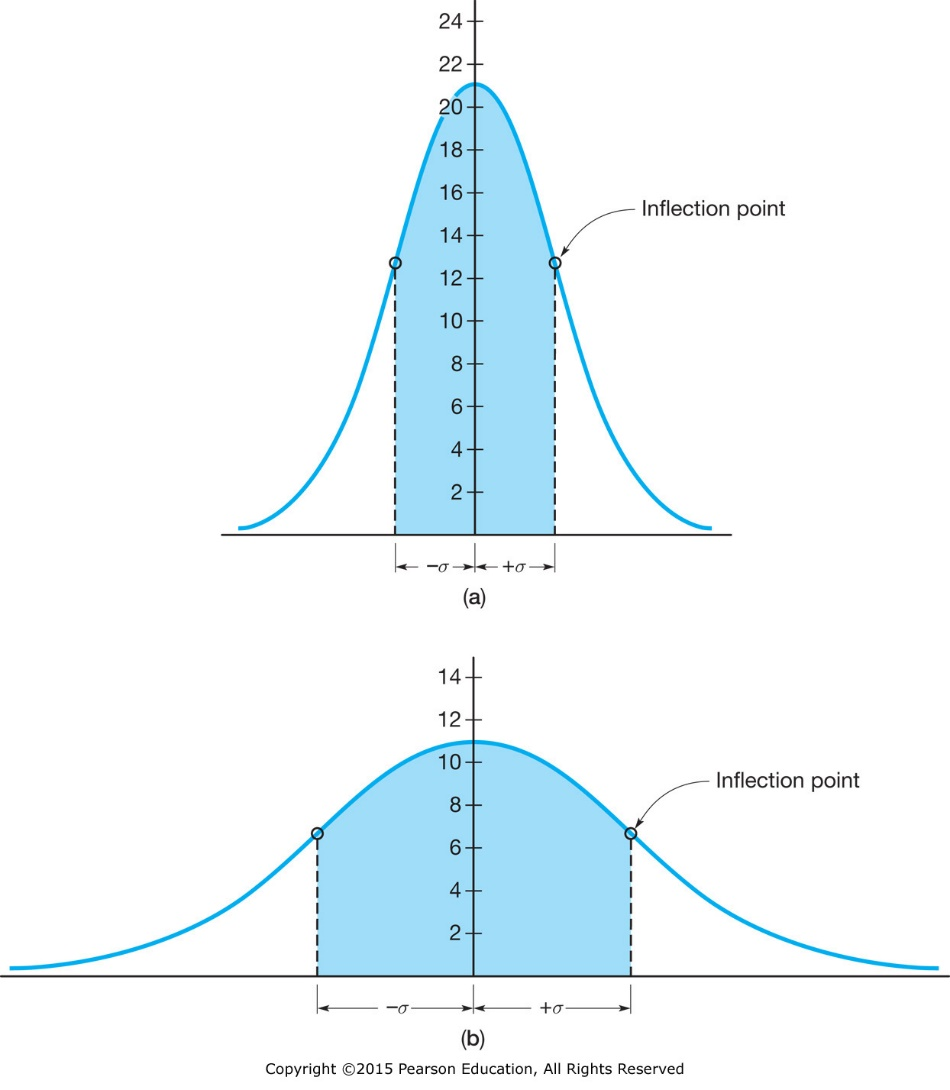 24
22
20
18
16
Inflection point
14
12
10
8
6
4
2
−σ +σ
(a)
14
12
10
Inflection point
8
6
4
2
−σ +σ
(b)
Copyright ©2015 Pearson Education, All Rights Reserved